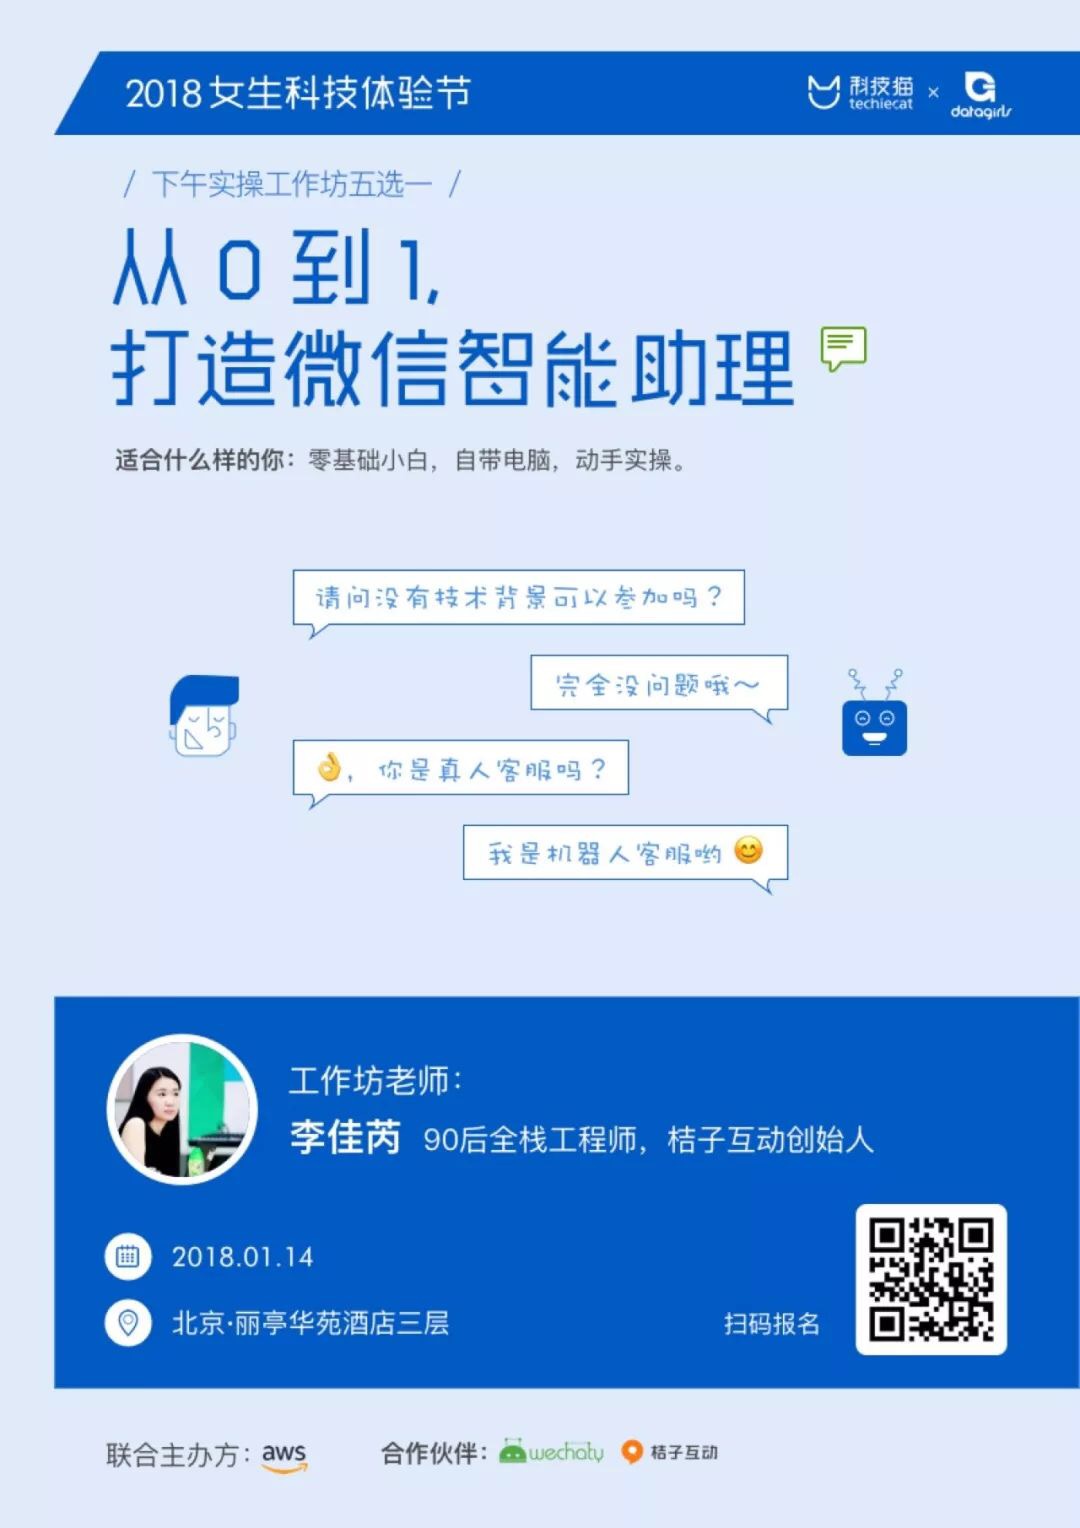 2018女生科技体验节
科技猫 techiecat × datagirls
/ 下午实操工作坊五选一 /
从0到1,
打造微信智能助理
适合什么样的你：零基础小白，自带电脑，动手实操。
请问没有技术背景可以参加吗？
完全没问题哦～
👌，你是真人客服吗？
我是机器人客服哟 😊
工作坊老师：
李佳芮 90后全栈工程师，桔子互动创始人
2018.01.14
北京·丽亭华苑酒店三层
扫码报名
联合主办方：aws 合作伙伴：wechaty 桔子互动